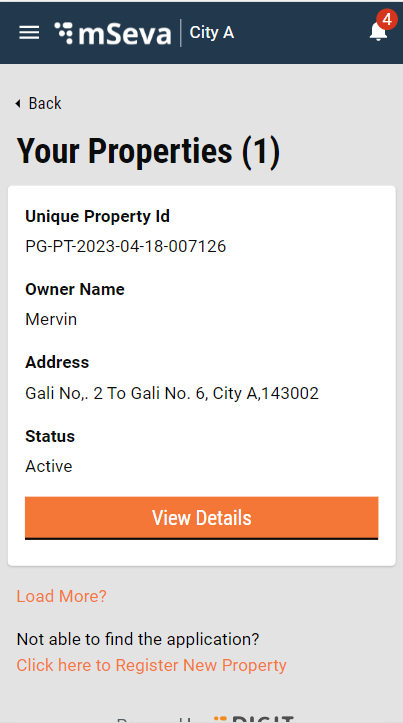 mSeva City A 4
Back
Your Properties (1)
Unique Property Id
PG-PT-2023-04-18-007126
Owner Name
Mervin
Address
Gali No,. 2 To Gali No. 6, City A,143002
Status
Active
View Details
Load More?
Not able to find the application?
Click here to Register New Property
DIGIT